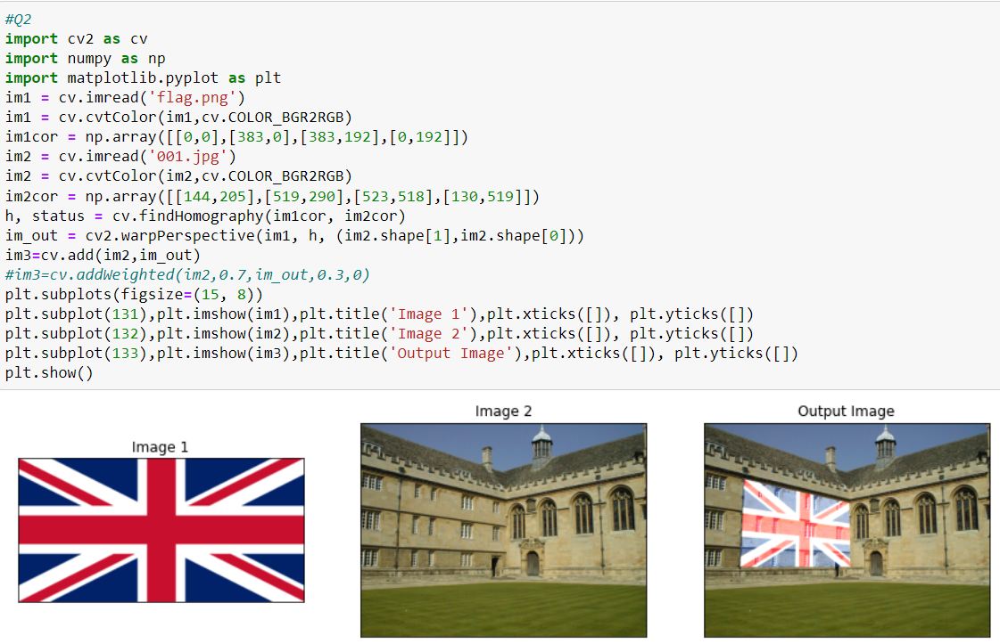 #Q2
import cv2 as cv
import numpy as np
import matplotlib.pyplot as plt
im1 = cv.imread('flag.png')
im1 = cv.cvtColor(im1,cv.COLOR_BGR2RGB)
im1cor = np.array([[0,0],[383,0],[383,192],[0,192]])
im2 = cv.imread('001.jpg')
im2 = cv.cvtColor(im2,cv.COLOR_BGR2RGB)
im2cor = np.array([[144,205],[519,290],[523,518],[130,519]])
h, status = cv.findHomography(im1cor, im2cor)
im_out = cv2.warpPerspective(im1, h, (im2.shape[1],im2.shape[0]))
im3=cv.add(im2,im_out)
#im3=cv.addWeighted(im2,0.7,im_out,0.3,0)
plt.subplots(figsize=(15, 8))
plt.subplot(131),plt.imshow(im1),plt.title('Image 1'),plt.xticks([]), plt.yticks([])
plt.subplot(132),plt.imshow(im2),plt.title('Image 2'),plt.xticks([]), plt.yticks([])
plt.subplot(133),plt.imshow(im3),plt.title('Output Image'),plt.xticks([]), plt.yticks([])
plt.show()
Image 1
Image 2
Output Image